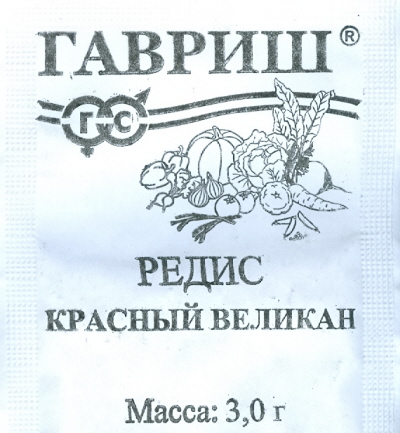 ГАВРИШ®
Г С
РЕДИС
КРАСНЫЙ ВЕЛИКАН
Масса: 3,0 г